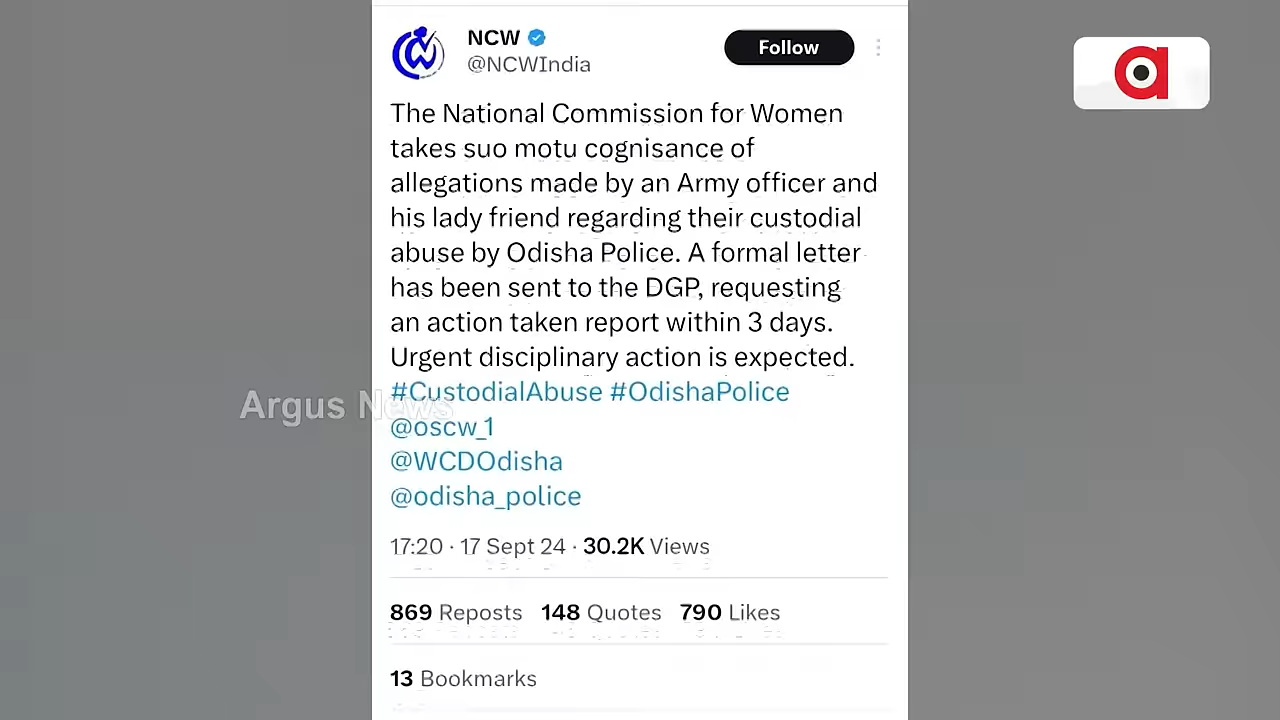 NCW
Follow
@NCWIndia
The National Commission for Women
takes suo motu cognisance of
allegations made by an Army officer and
his lady friend regarding their custodial
abuse by Odisha Police. A formal letter
has been sent to the DGP, requesting
an action taken report within 3 days.
Urgent disciplinary action is expected.
#CustodialAbuse #OdishaPolice
Argus News
@oscw_1
@WCDOdisha
@odisha_police
17:20 · 17 Sept 24 · 30.2K Views
869 Reposts 148 Quotes 790 Likes
13 Bookmarks